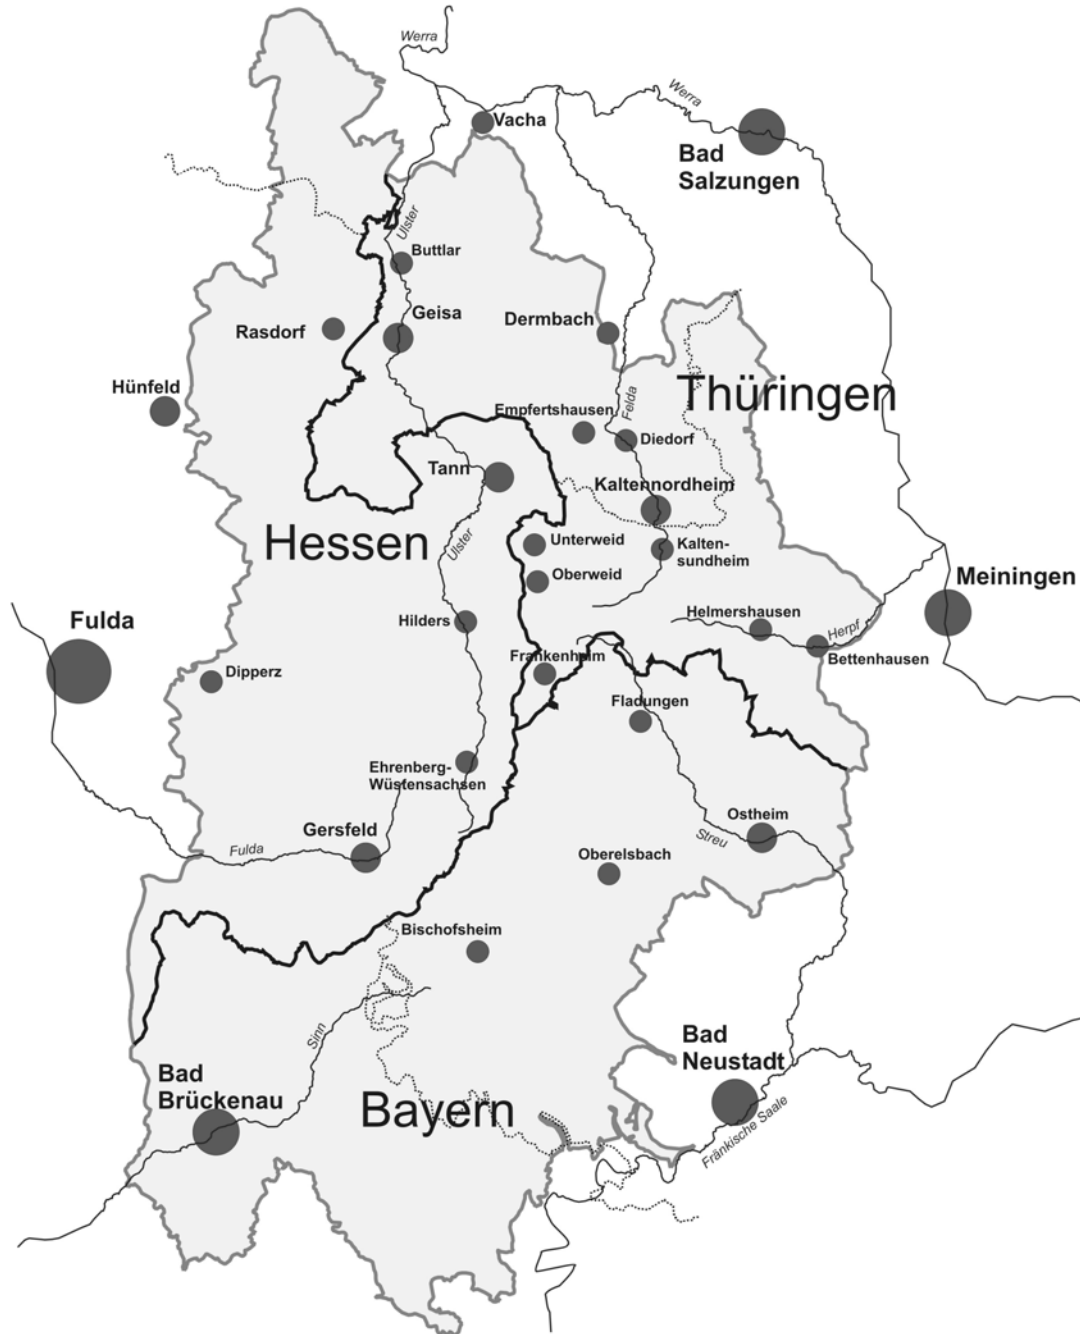 Werra
Werra
Vacha
Bad
Salzungen
Ulster
Buttlar
Geisa
Rasdorf
Dermbach
Hünfeld
Thüringen
Felda
Empfertshausen
Diedorf
Tann
Kaltennordheim
Hessen
Ulster
Unterweid
Kalten-
sundheim
Oberweid
Meiningen
Fulda
Hilders
Helmershausen
Herpf
Bettenhausen
Frankenheim
Dipperz
Fladungen
Ehrenberg-
Wüstensachsen
Gersfeld
Ostheim
Streu
Fulda
Oberelsbach
Bischofsheim
Sinn
Bad
Neustadt
Bad
Brückenau
Bayern
Fränkische Saale